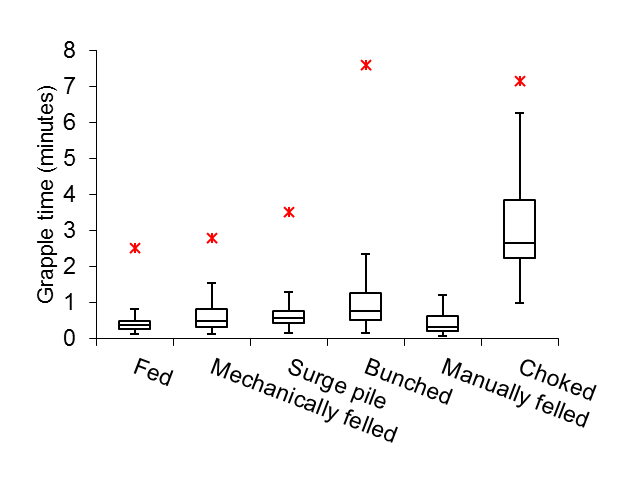 Grapple time (minutes)
8
7
6
5
4
3
2
1
0
Fed
Mechanically felled
Surge pile
Bunched
Manually felled
Choked